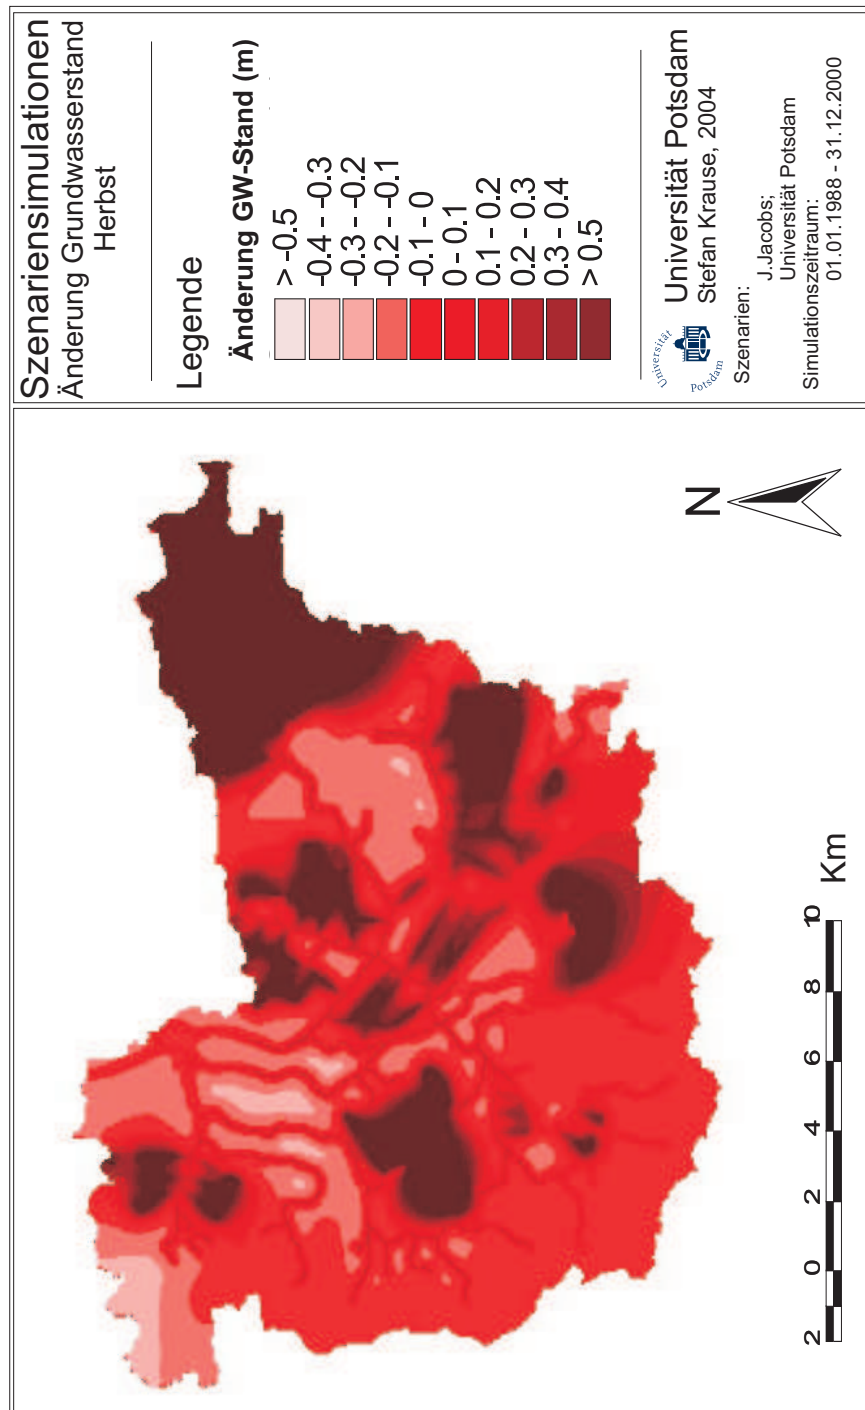 Szenariensimulationen
Änderung Grundwasserstand
Herbst
Legende
Änderung GW-Stand (m)
> -0.5
-0.4 - -0.3
-0.3 - -0.2
-0.2 - -0.1
-0.1 - 0
0 - 0.1
0.1 - 0.2
0.2 - 0.3
0.3 - 0.4
> 0.5
Universität
Potsdam
Universität Potsdam
Stefan Krause, 2004
Szenarien:
J.Jacobs;
Universität Potsdam
Simulationszeitraum:
01.01.1988 - 31.12.2000
N
2 0 2 4 6 8 10
Km